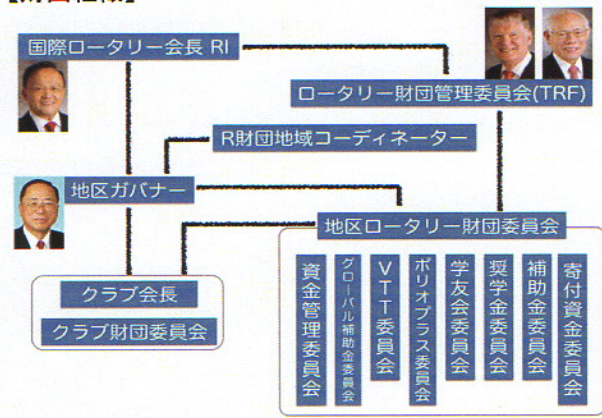 国際ロータリー会長 RI
ロータリー財団管理委員会(TRF)
R財団地域コーディネーター
地区ガバナー
地区ロータリー財団委員会
クラブ会長
クラブ財団委員会
資金管理委員会
グローバル補助金委員会
VTT委員会
ポリオプラス委員会
学友会委員会
奨学金委員会
補助金委員会
寄付資金委員会